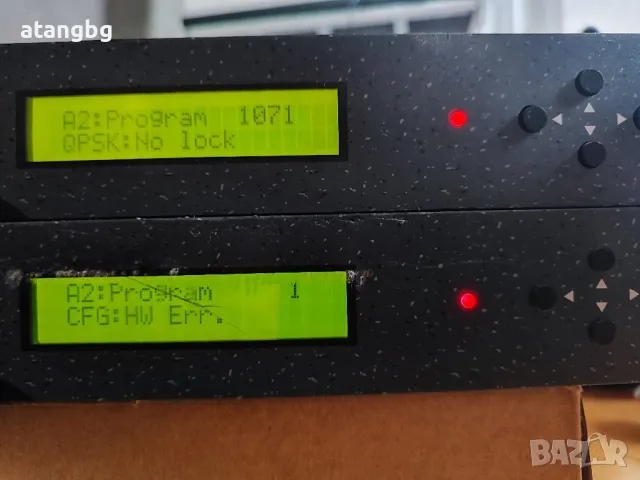 atangbg
A2:Program 1071
QPSK:No lock
A2:Program 1
CFG:HW Err.
BAZAR